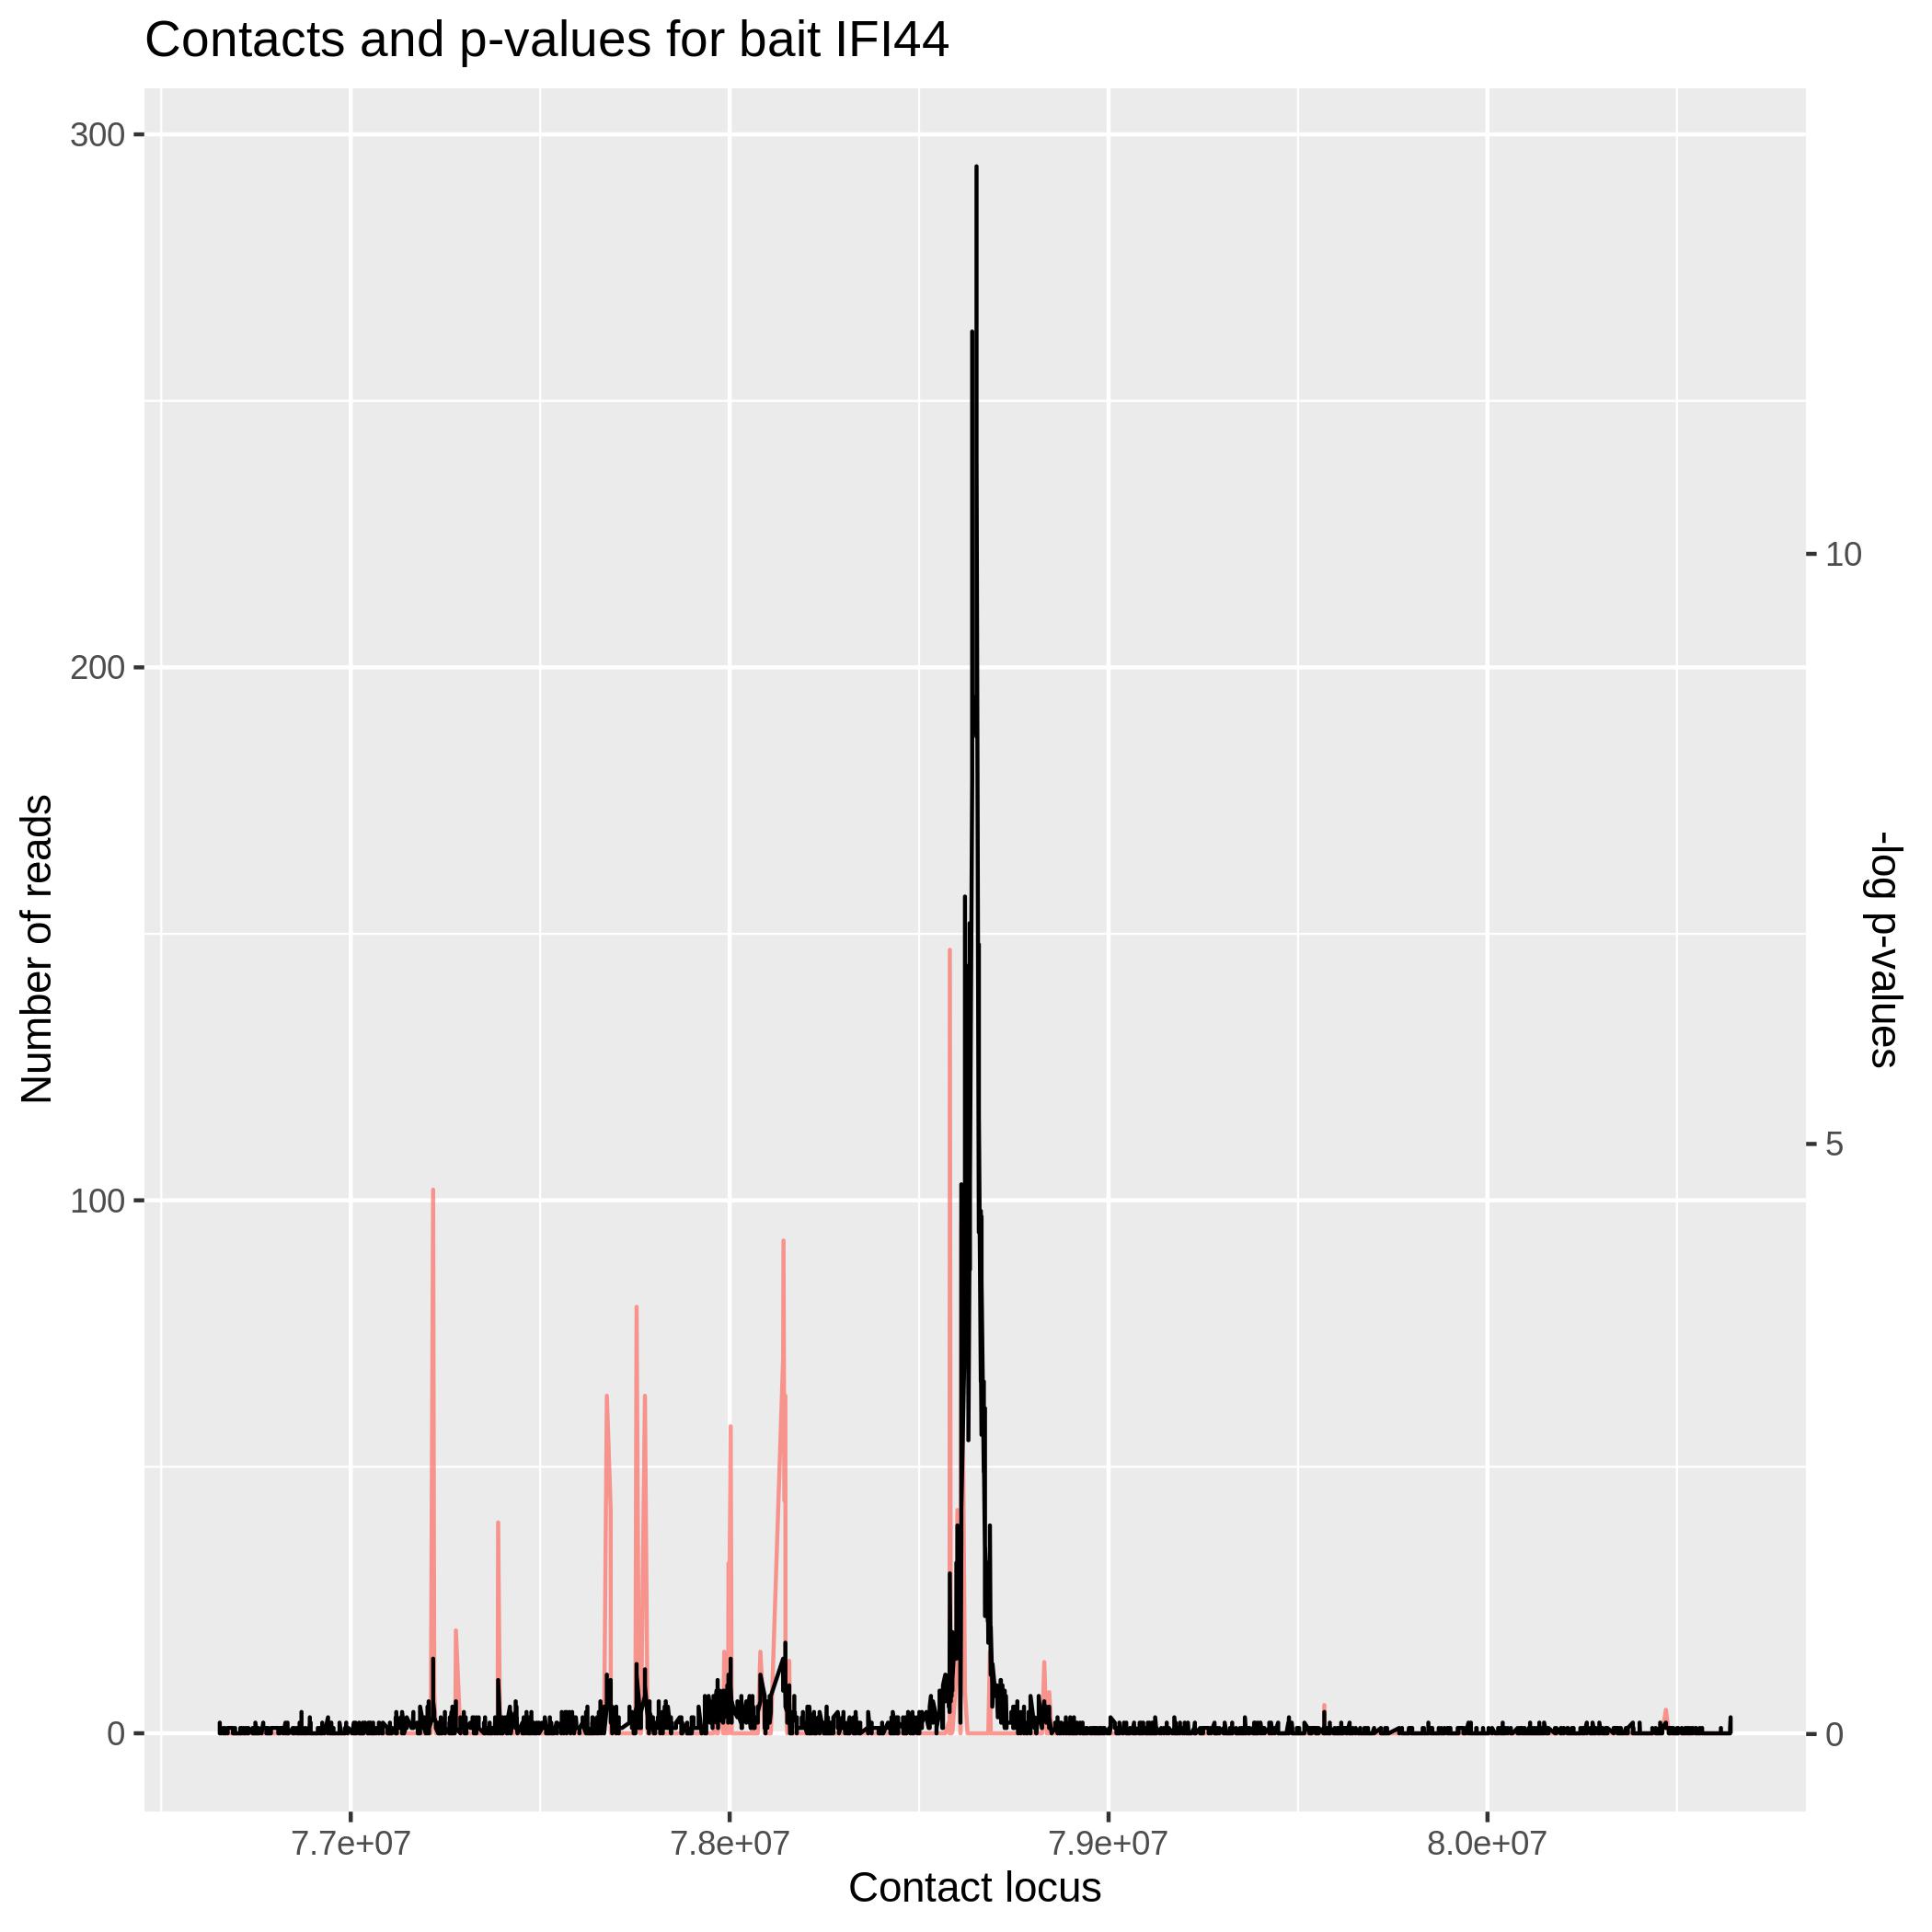 Contacts and p-values for bait IFI44
300
200
100
0
Number of reads
10
5
0
-log p-values
7.7e+07 7.8e+07 7.9e+07 8.0e+07
Contact locus